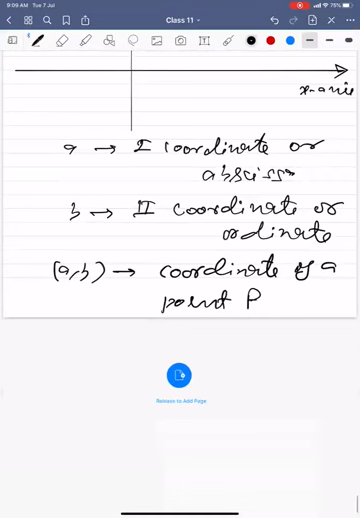 9:09 AM Tue 7 Jul
75%
Class 11
x-axis
a → I coordinate or
abscissa
b → II coordinate or
ordinate
(a,b) → coordinate of a
point P
Release to Add Page